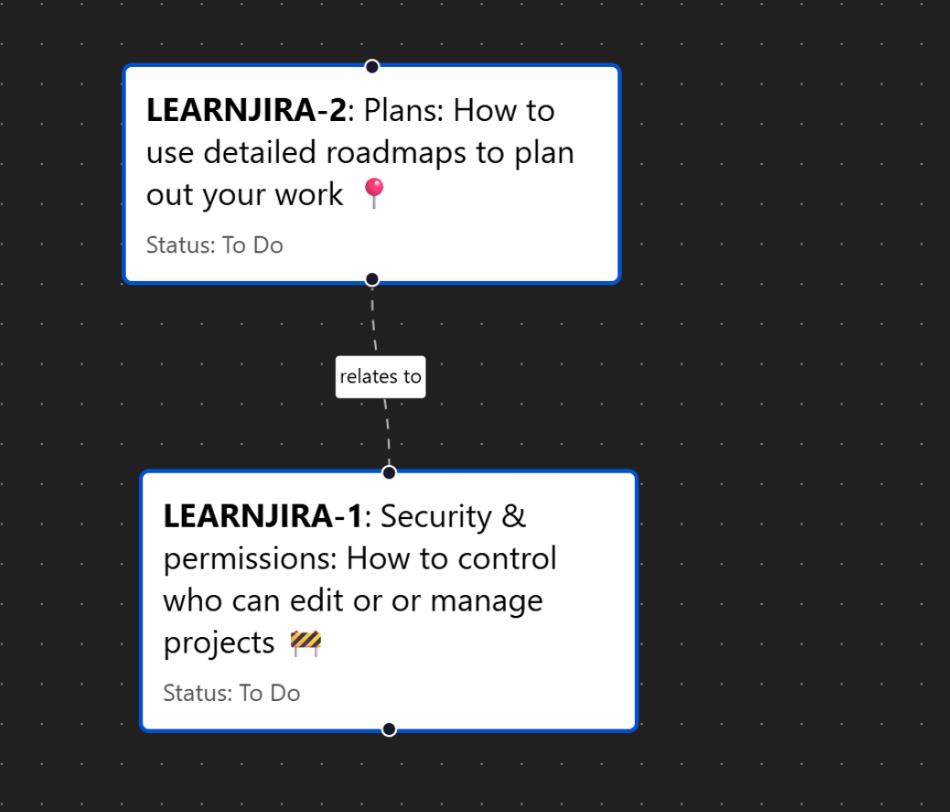 LEARNJIRA-2: Plans: How to
use detailed roadmaps to plan
out your work 📍
Status: To Do
relates to
LEARNJIRA-1: Security &
permissions: How to control
who can edit or or manage
projects 🚧
Status: To Do